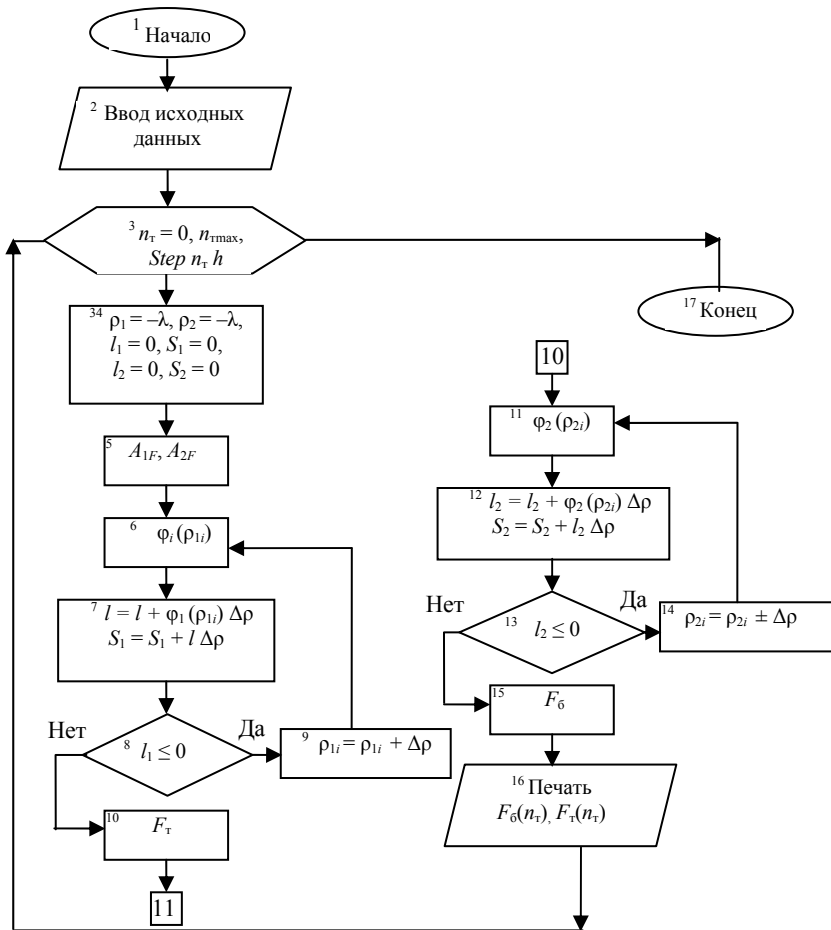 1 Начало
2 Ввод исходных
данных
3 nт = 0, nтmax,
Step nт h
34 ρ1 = –λ, ρ2 = –λ,
l1 = 0, S1 = 0,
l2 = 0, S2 = 0
5 A1F, A2F
6 φi (ρ1i)
7 l = l + φ1 (ρ1i) Δρ
S1 = S1 + l Δρ
Нет
8 l1 ≤ 0
Да
9 ρ1i = ρ1i + Δρ
10 Fт
11
17 Конец
10
11 φ2 (ρ2i)
12 l2 = l2 + φ2 (ρ2i) Δρ
S2 = S2 + l2 Δρ
Нет
13 l2 ≤ 0
Да
14 ρ2i = ρ2i ± Δρ
15 Fб
16 Печать
Fб(nт), Fт(nт)